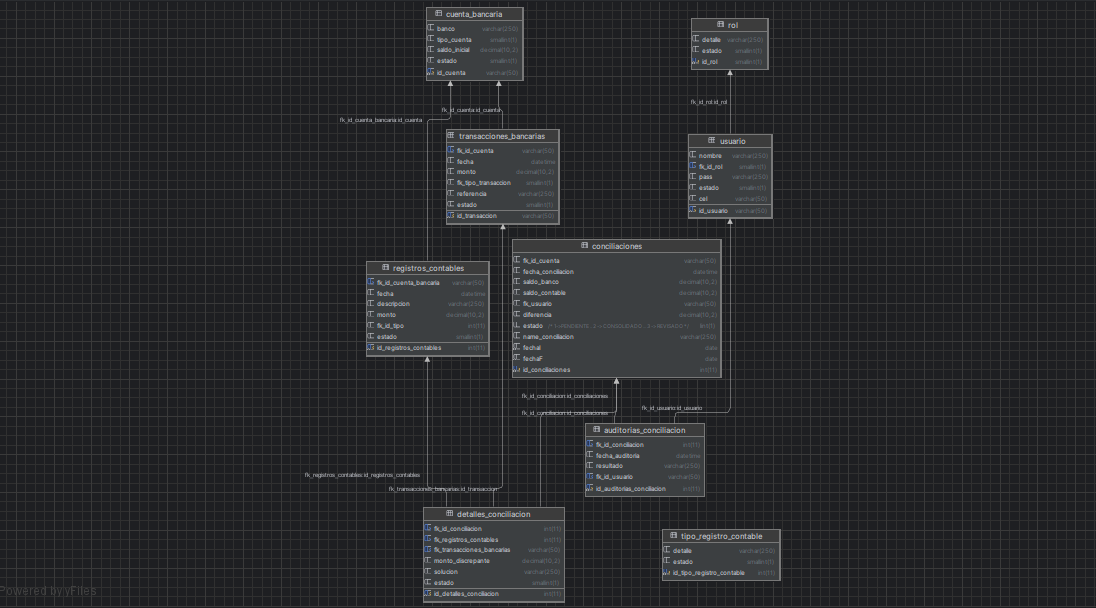 cuenta_bancaria
banco varchar(250)
tipo_cuenta smallint(1)
saldo_inicial decimal(10,2)
estado smallint(1)
id_cuenta varchar(50)
rol
detalle varchar(250)
estado smallint(1)
id_rol smallint(1)
fk_id_rol:id_rol
fk_id_cuenta:id_cuenta
fk_id_cuenta_bancaria:id_cuenta
transacciones_bancarias
fk_id_cuenta varchar(50)
fecha datetime
monto decimal(10,2)
fk_tipo_transaccion smallint(1)
referencia varchar(250)
estado smallint(1)
id_transaccion varchar(50)
usuario
nombre varchar(250)
fk_id_rol smallint(1)
pass varchar(250)
estado smallint(1)
cel varchar(50)
id_usuario varchar(50)
conciliaciones
fk_id_cuenta varchar(50)
fecha_conciliacion datetime
saldo_banco decimal(10,2)
saldo_contable decimal(10,2)
fk_usuario varchar(50)
diferencia decimal(10,2)
estado /* 1->PENDIENTE , 2->CONSOLIDADO , 3->REVISADO */ int(1)
name_conciliacion varchar(250)
fechaI date
fechaF date
id_conciliaciones int(11)
registros_contables
fk_id_cuenta_bancaria varchar(50)
fecha datetime
descripcion varchar(250)
monto decimal(10,2)
fk_id_tipo int(11)
estado smallint(1)
id_registros_contables int(11)
fk_id_conciliacion:id_conciliaciones
fk_id_conciliacion:id_conciliaciones
fk_id_usuario:id_usuario
auditorias_conciliacion
fk_id_conciliacion int(11)
fecha_auditoria datetime
resultado varchar(250)
fk_id_usuario varchar(50)
id_auditorias_conciliacion int(11)
fk_registros_contables:id_registros_contables
fk_transacciones_bancarias:id_transaccion
detalles_conciliacion
fk_id_conciliacion int(11)
fk_registros_contables int(11)
fk_transacciones_bancarias varchar(50)
monto_discrepante decimal(10,2)
solucion varchar(250)
estado smallint(1)
id_detalles_conciliacion int(11)
tipo_registro_contable
detalle varchar(250)
estado smallint(1)
id_tipo_registro_contable int(11)
Powered by yFiles